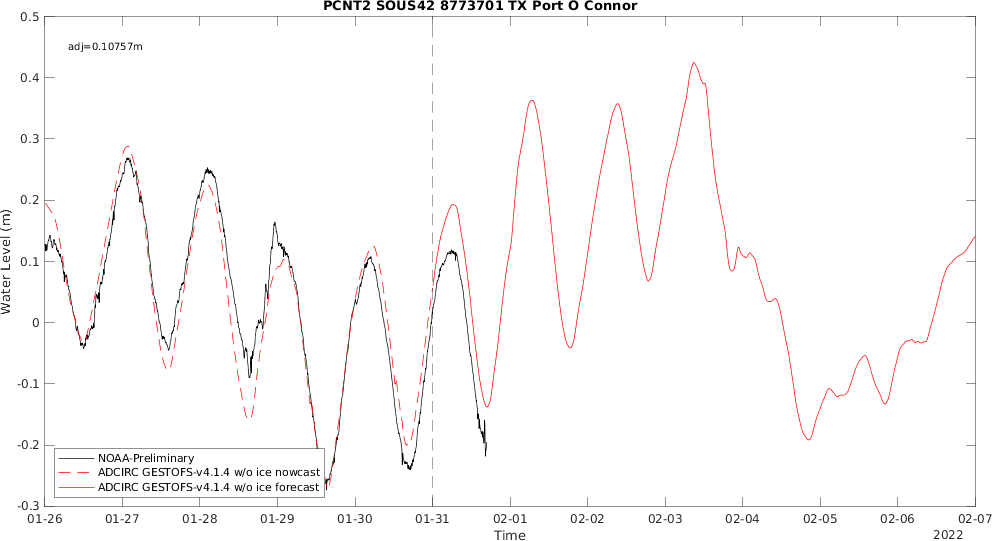 PCNT2 SOUS42 8773701 TX Port O Connor
adj=0.10757m
Water Level (m)
0.5
0.4
0.3
0.2
0.1
0
-0.1
-0.2
-0.3
NOAA-Preliminary
ADCIRC GESTOFS-v4.1.4 w/o ice nowcast
ADCIRC GESTOFS-v4.1.4 w/o ice forecast
01-26 01-27 01-28 01-29 01-30 01-31 02-01 02-02 02-03 02-04 02-05 02-06 02-07
Time
2022